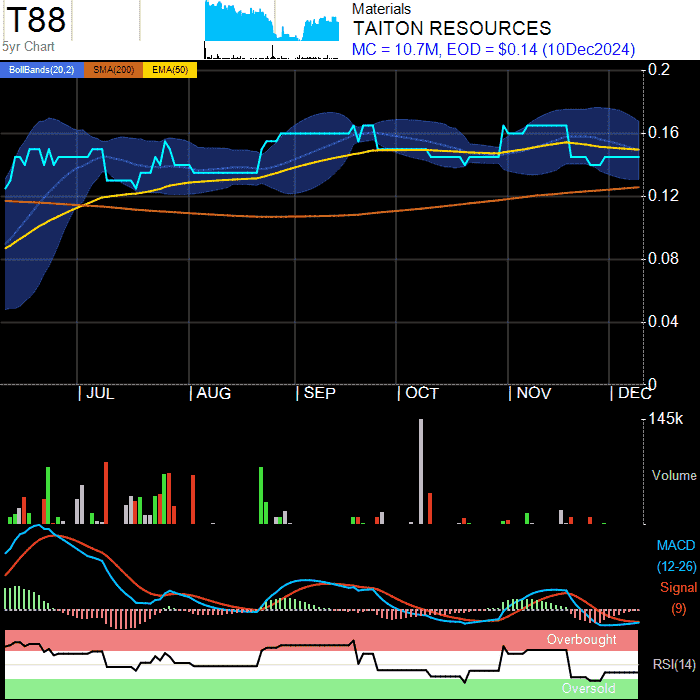 T88
5yr Chart
Materials
TAITON RESOURCES
MC = 10.7M, EOD = $0.14 (10Dec2024)
BollBands(20,2) SMA(200) EMA(50)
0.2
0.16
0.12
0.08
0.04
0
JUL AUG SEP OCT NOV DEC
145k
Volume
MACD
(12-26)
Signal
(9)
Overbought
RSI(14)
Oversold